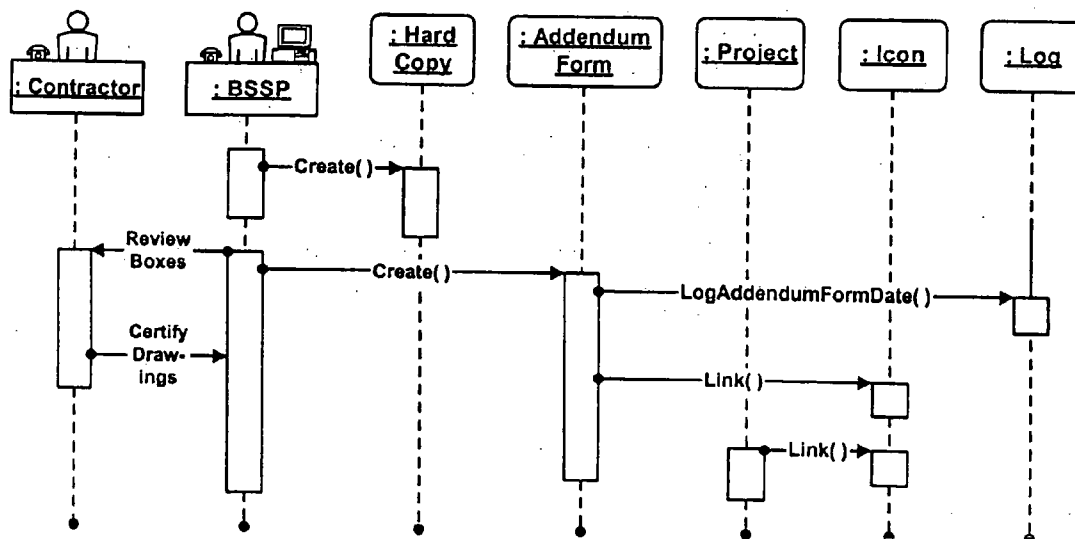 : Contractor
: BSSP
: Hard
Copy
: Addendum
Form
: Project
: Icon
: Log
Create( )
Review
Boxes
Create( )
LogAddendumFormDate( )
Certify
Draw-
ings
Link( )
Link( )